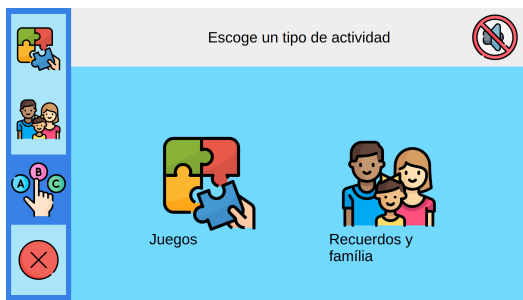 Escoge un tipo de actividad
B
A
C
Juegos
Recuerdos y
família